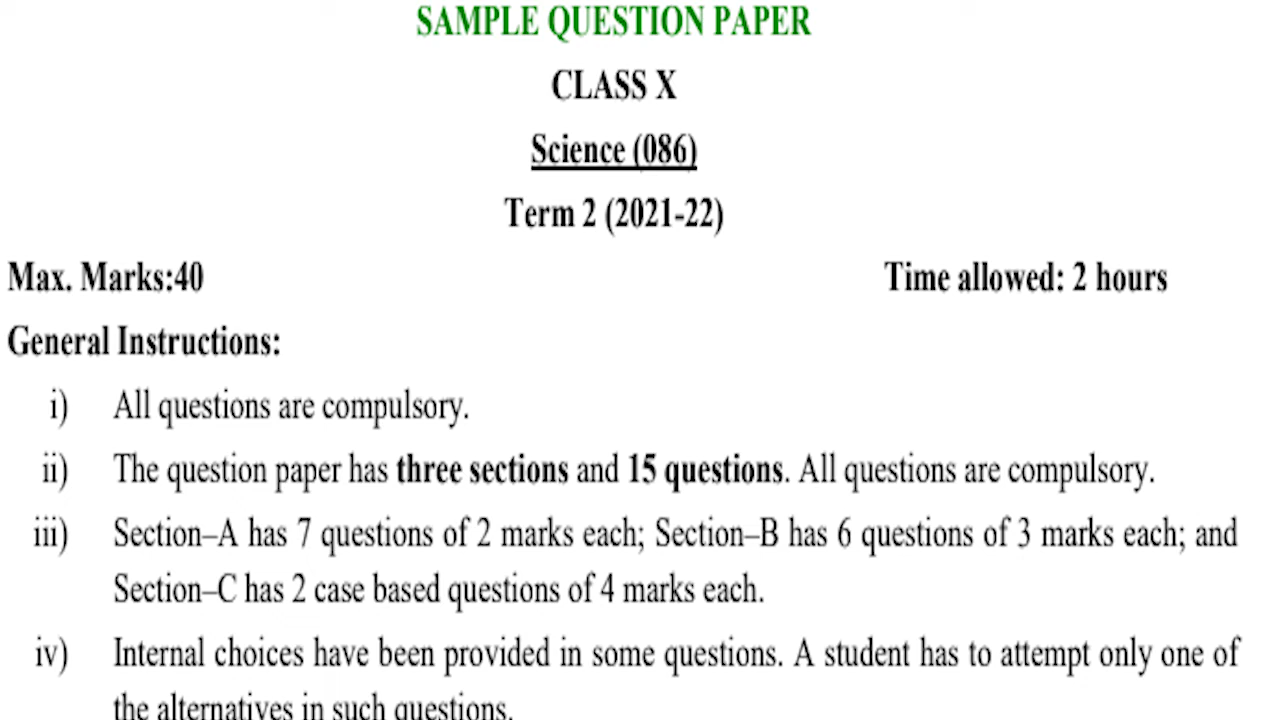 SAMPLE QUESTION PAPER
CLASS X
Science (086)
Term 2 (2021-22)
Max. Marks:40 Time allowed: 2 hours
General Instructions:
i) All questions are compulsory.
ii) The question paper has three sections and 15 questions. All questions are compulsory.
iii) Section–A has 7 questions of 2 marks each; Section–B has 6 questions of 3 marks each; and
Section–C has 2 case based questions of 4 marks each.
iv) Internal choices have been provided in some questions. A student has to attempt only one of
the alternatives in such questions.